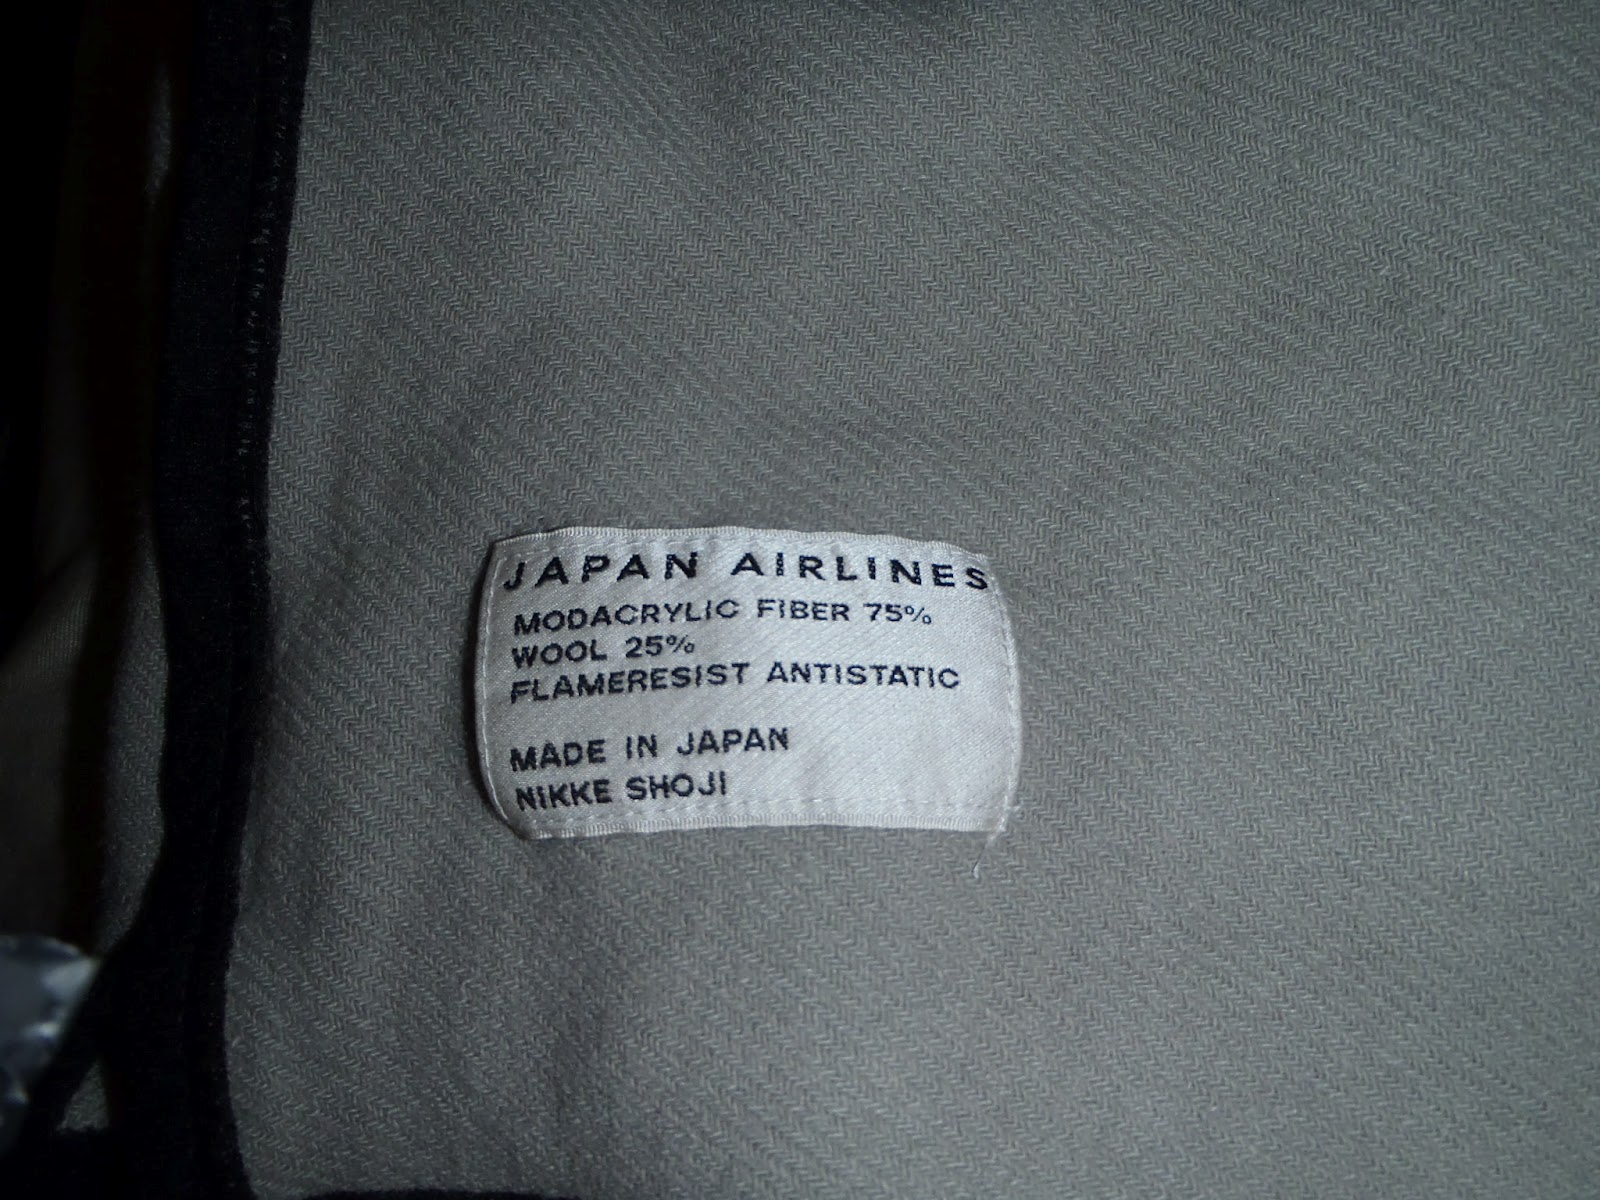 JAPAN AIRLINES
MODACRYLIC FIBER 75%
WOOL 25%
FLAMERESIST ANTISTATIC
MADE IN JAPAN
NIKKE SHOJI